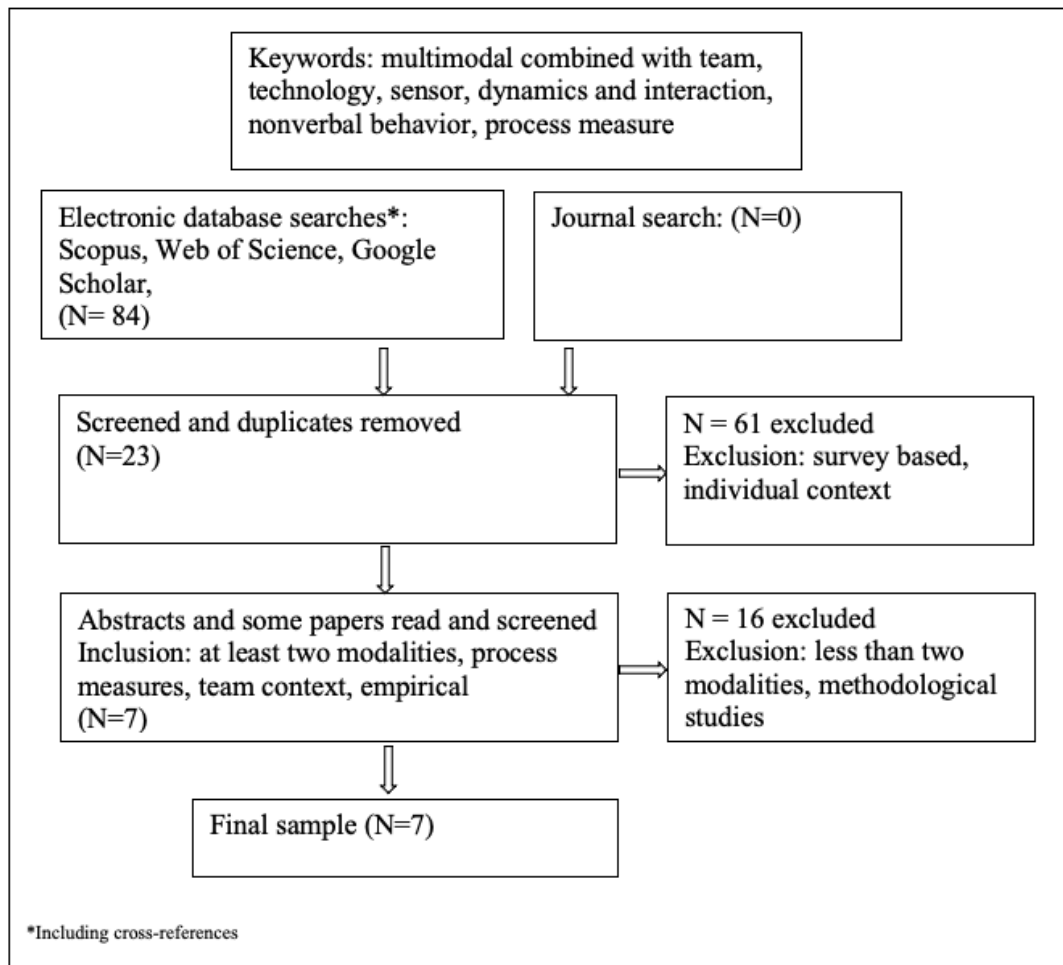 Keywords: multimodal combined with team,
technology, sensor, dynamics and interaction,
nonverbal behavior, process measure
Electronic database searches*:
Scopus, Web of Science, Google
Scholar,
(N= 84)
Journal search: (N=0)
Screened and duplicates removed
(N=23)
N = 61 excluded
Exclusion: survey based,
individual context
Abstracts and some papers read and screened
Inclusion: at least two modalities, process
measures, team context, empirical
(N=7)
N = 16 excluded
Exclusion: less than two
modalities, methodological
studies
Final sample (N=7)
*Including cross-references